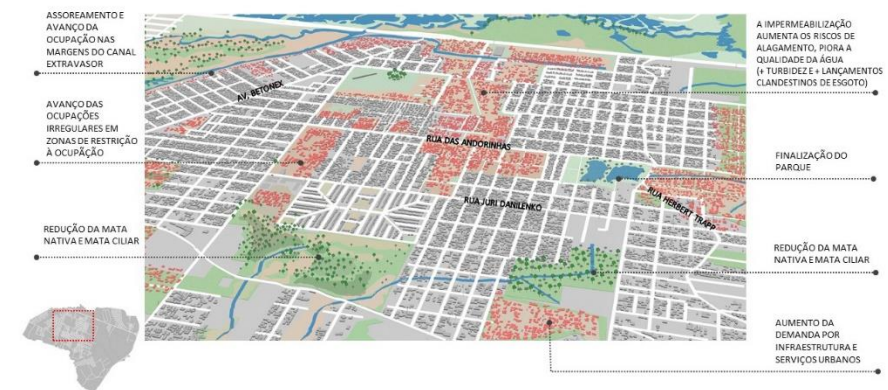 ASSOREAMENTO E
AVANÇO DA
OCUPAÇÃO NAS
MARGENS DO CANAL
EXTRAVASOR
AVANÇO DAS
OCUPAÇÕES
IRREGULARES EM
ZONAS DE RESTRIÇÃO
À OCUPAÇÃO
REDUÇÃO DA MATA
NATIVA E MATA CILIAR
AV. BETONEX
RUA DAS ANDORINHAS
RUA JURI DANILENKO
RUA HERBERT TRAPP
A IMPERMEABILIZAÇÃO
AUMENTA OS RISCOS DE
ALAGAMENTO, PIORA A
QUALIDADE DA ÁGUA
(+ TURBIDEZ E + LANÇAMENTOS
CLANDESTINOS DE ESGOTO)
FINALIZAÇÃO DO
PARQUE
REDUÇÃO DA MATA
NATIVA E MATA CILIAR
AUMENTO DA
DEMANDA POR
INFRAESTRUTURA E
SERVIÇOS URBANOS